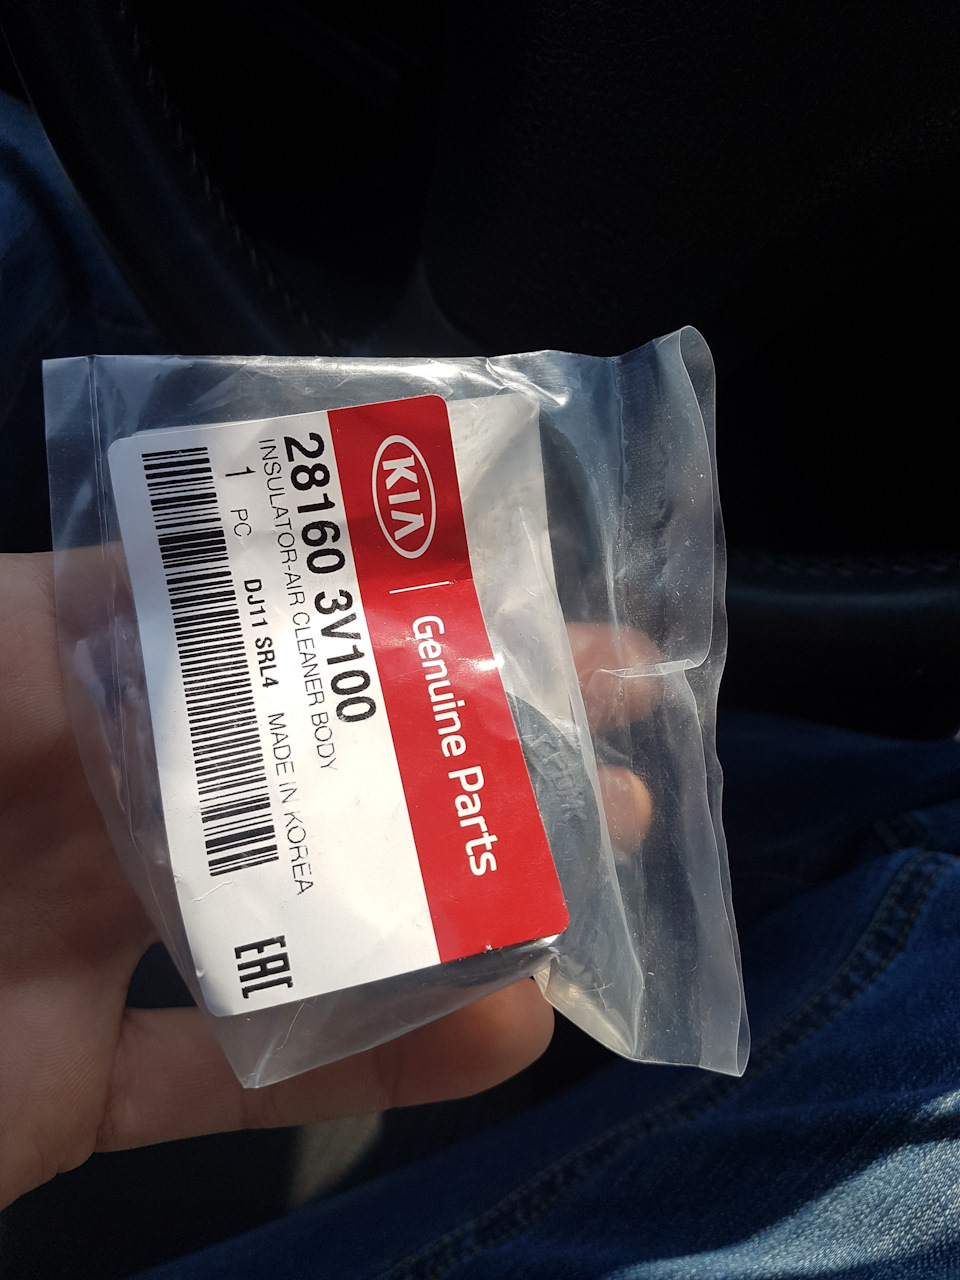 KIA | Genuine Parts
28160 3V100
INSULATOR-AIR CLEANER BODY
1 PC DJ11 SRL4 MADE IN KOREA
EAC